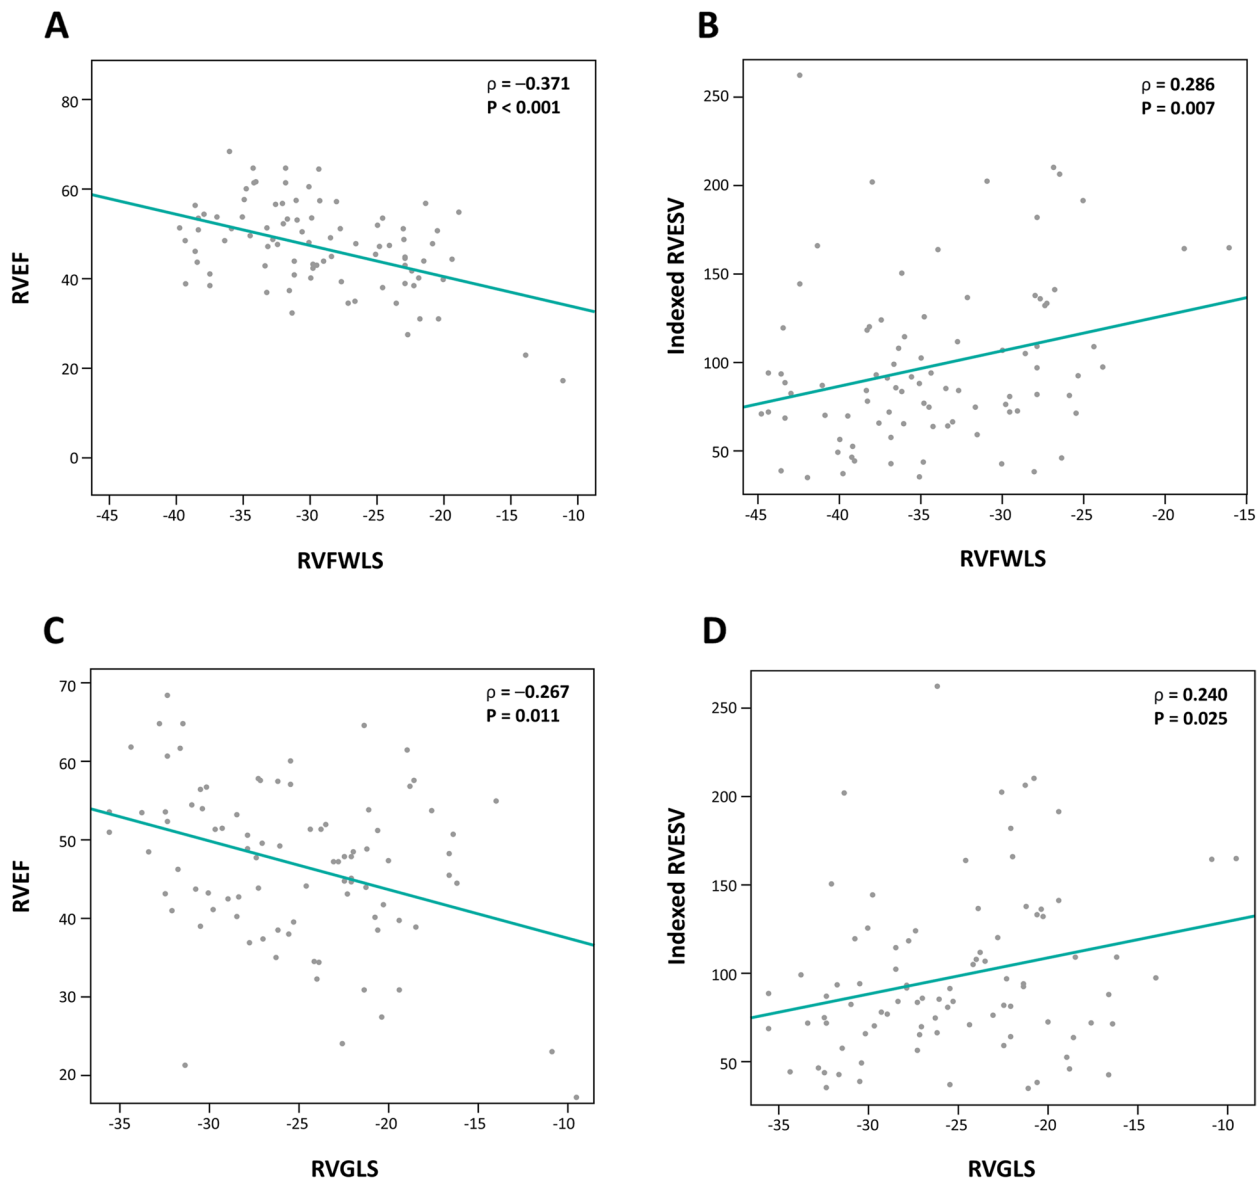 A
ρ = –0.371
P < 0.001
80
60
40
20
0
RVEF
-45 -40 -35 -30 -25 -20 -15 -10
RVFWLS
B
ρ = 0.286
P = 0.007
250
200
150
100
50
Indexed RVESV
-45 -40 -35 -30 -25 -20 -15
RVFWLS
C
ρ = –0.267
P = 0.011
70
60
50
40
30
20
RVEF
-35 -30 -25 -20 -15 -10
RVGLS
D
ρ = 0.240
P = 0.025
250
200
150
100
50
Indexed RVESV
-35 -30 -25 -20 -15 -10
RVGLS